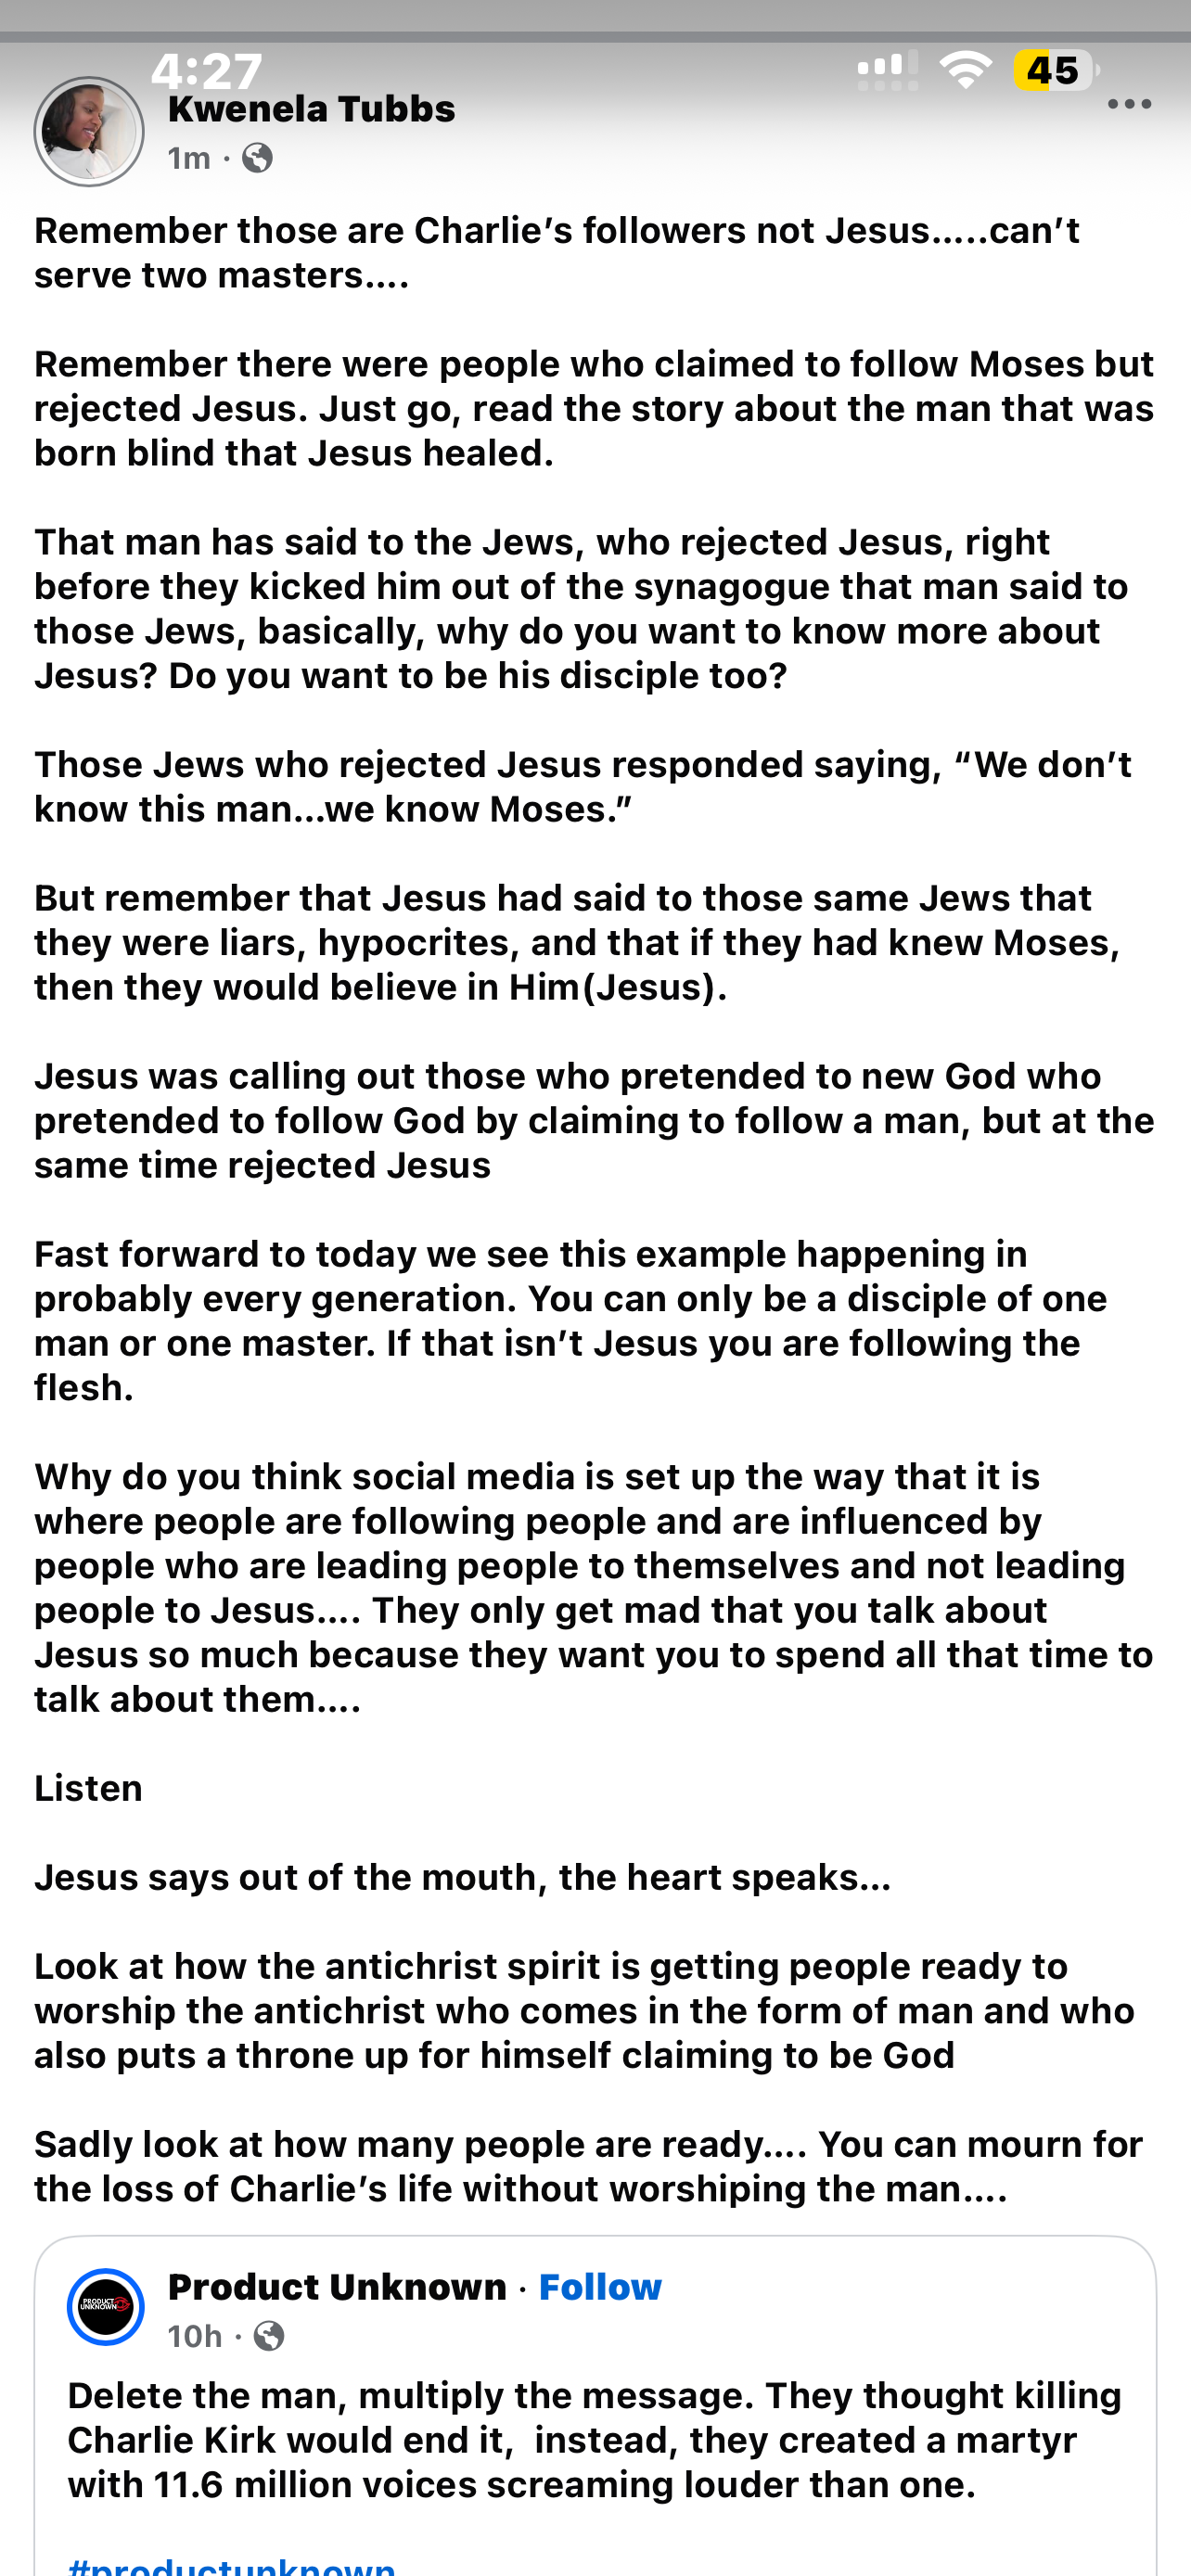 4:27
45
Kwenela Tubbs
1m ·
Remember those are Charlie’s followers not Jesus.....can’t
serve two masters....
Remember there were people who claimed to follow Moses but
rejected Jesus. Just go, read the story about the man that was
born blind that Jesus healed.
That man has said to the Jews, who rejected Jesus, right
before they kicked him out of the synagogue that man said to
those Jews, basically, why do you want to know more about
Jesus? Do you want to be his disciple too?
Those Jews who rejected Jesus responded saying, “We don’t
know this man...we know Moses.”
But remember that Jesus had said to those same Jews that
they were liars, hypocrites, and that if they had knew Moses,
then they would believe in Him(Jesus).
Jesus was calling out those who pretended to new God who
pretended to follow God by claiming to follow a man, but at the
same time rejected Jesus
Fast forward to today we see this example happening in
probably every generation. You can only be a disciple of one
man or one master. If that isn’t Jesus you are following the
flesh.
Why do you think social media is set up the way that it is
where people are following people and are influenced by
people who are leading people to themselves and not leading
people to Jesus.... They only get mad that you talk about
Jesus so much because they want you to spend all that time to
talk about them....
Listen
Jesus says out of the mouth, the heart speaks...
Look at how the antichrist spirit is getting people ready to
worship the antichrist who comes in the form of man and who
also puts a throne up for himself claiming to be God
Sadly look at how many people are ready.... You can mourn for
the loss of Charlie’s life without worshiping the man....
PRODUCT
UNKNOWN
Product Unknown · Follow
10h ·
Delete the man, multiply the message. They thought killing
Charlie Kirk would end it,  instead, they created a martyr
with 11.6 million voices screaming louder than one.
#productunknown